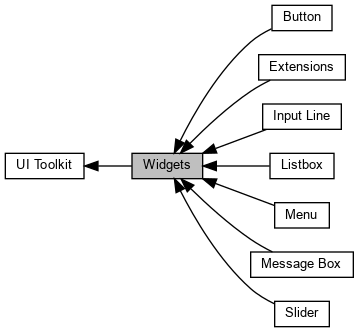 Button
Extensions
Input Line
UI Toolkit
Widgets
Listbox
Menu
Message Box
Slider